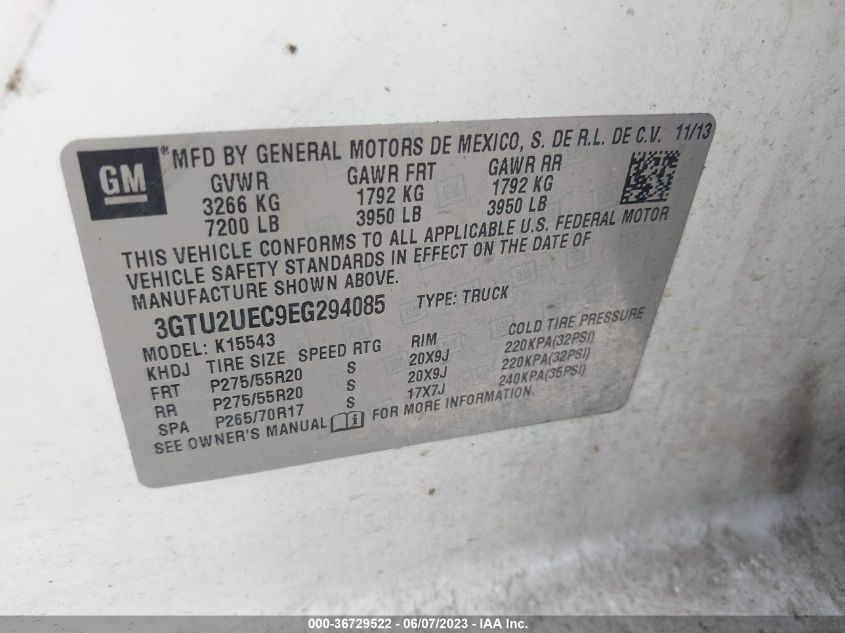 GM ® MFD BY GENERAL MOTORS DE MEXICO, S. DE R.L. DE C.V. 11/13
GVWR GAWR FRT GAWR RR
3266 KG 1792 KG 1792 KG
7200 LB 3950 LB 3950 LB
THIS VEHICLE CONFORMS TO ALL APPLICABLE U.S. FEDERAL MOTOR
VEHICLE SAFETY STANDARDS IN EFFECT ON THE DATE OF
MANUFACTURE SHOWN ABOVE.
3GTU2UEC9EG294085 TYPE: TRUCK
MODEL: K15543
KHDJ TIRE SIZE SPEED RTG RIM COLD TIRE PRESSURE
FRT P275/55R20 S 20X9J 220KPA(32PSI)
RR P275/55R20 S 20X9J 220KPA(32PSI)
SPA P265/70R17 S 17X7J 240KPA(35PSI)
SEE OWNER'S MANUAL FOR MORE INFORMATION.
000-36729522 - 06/07/2023 - IAA Inc.